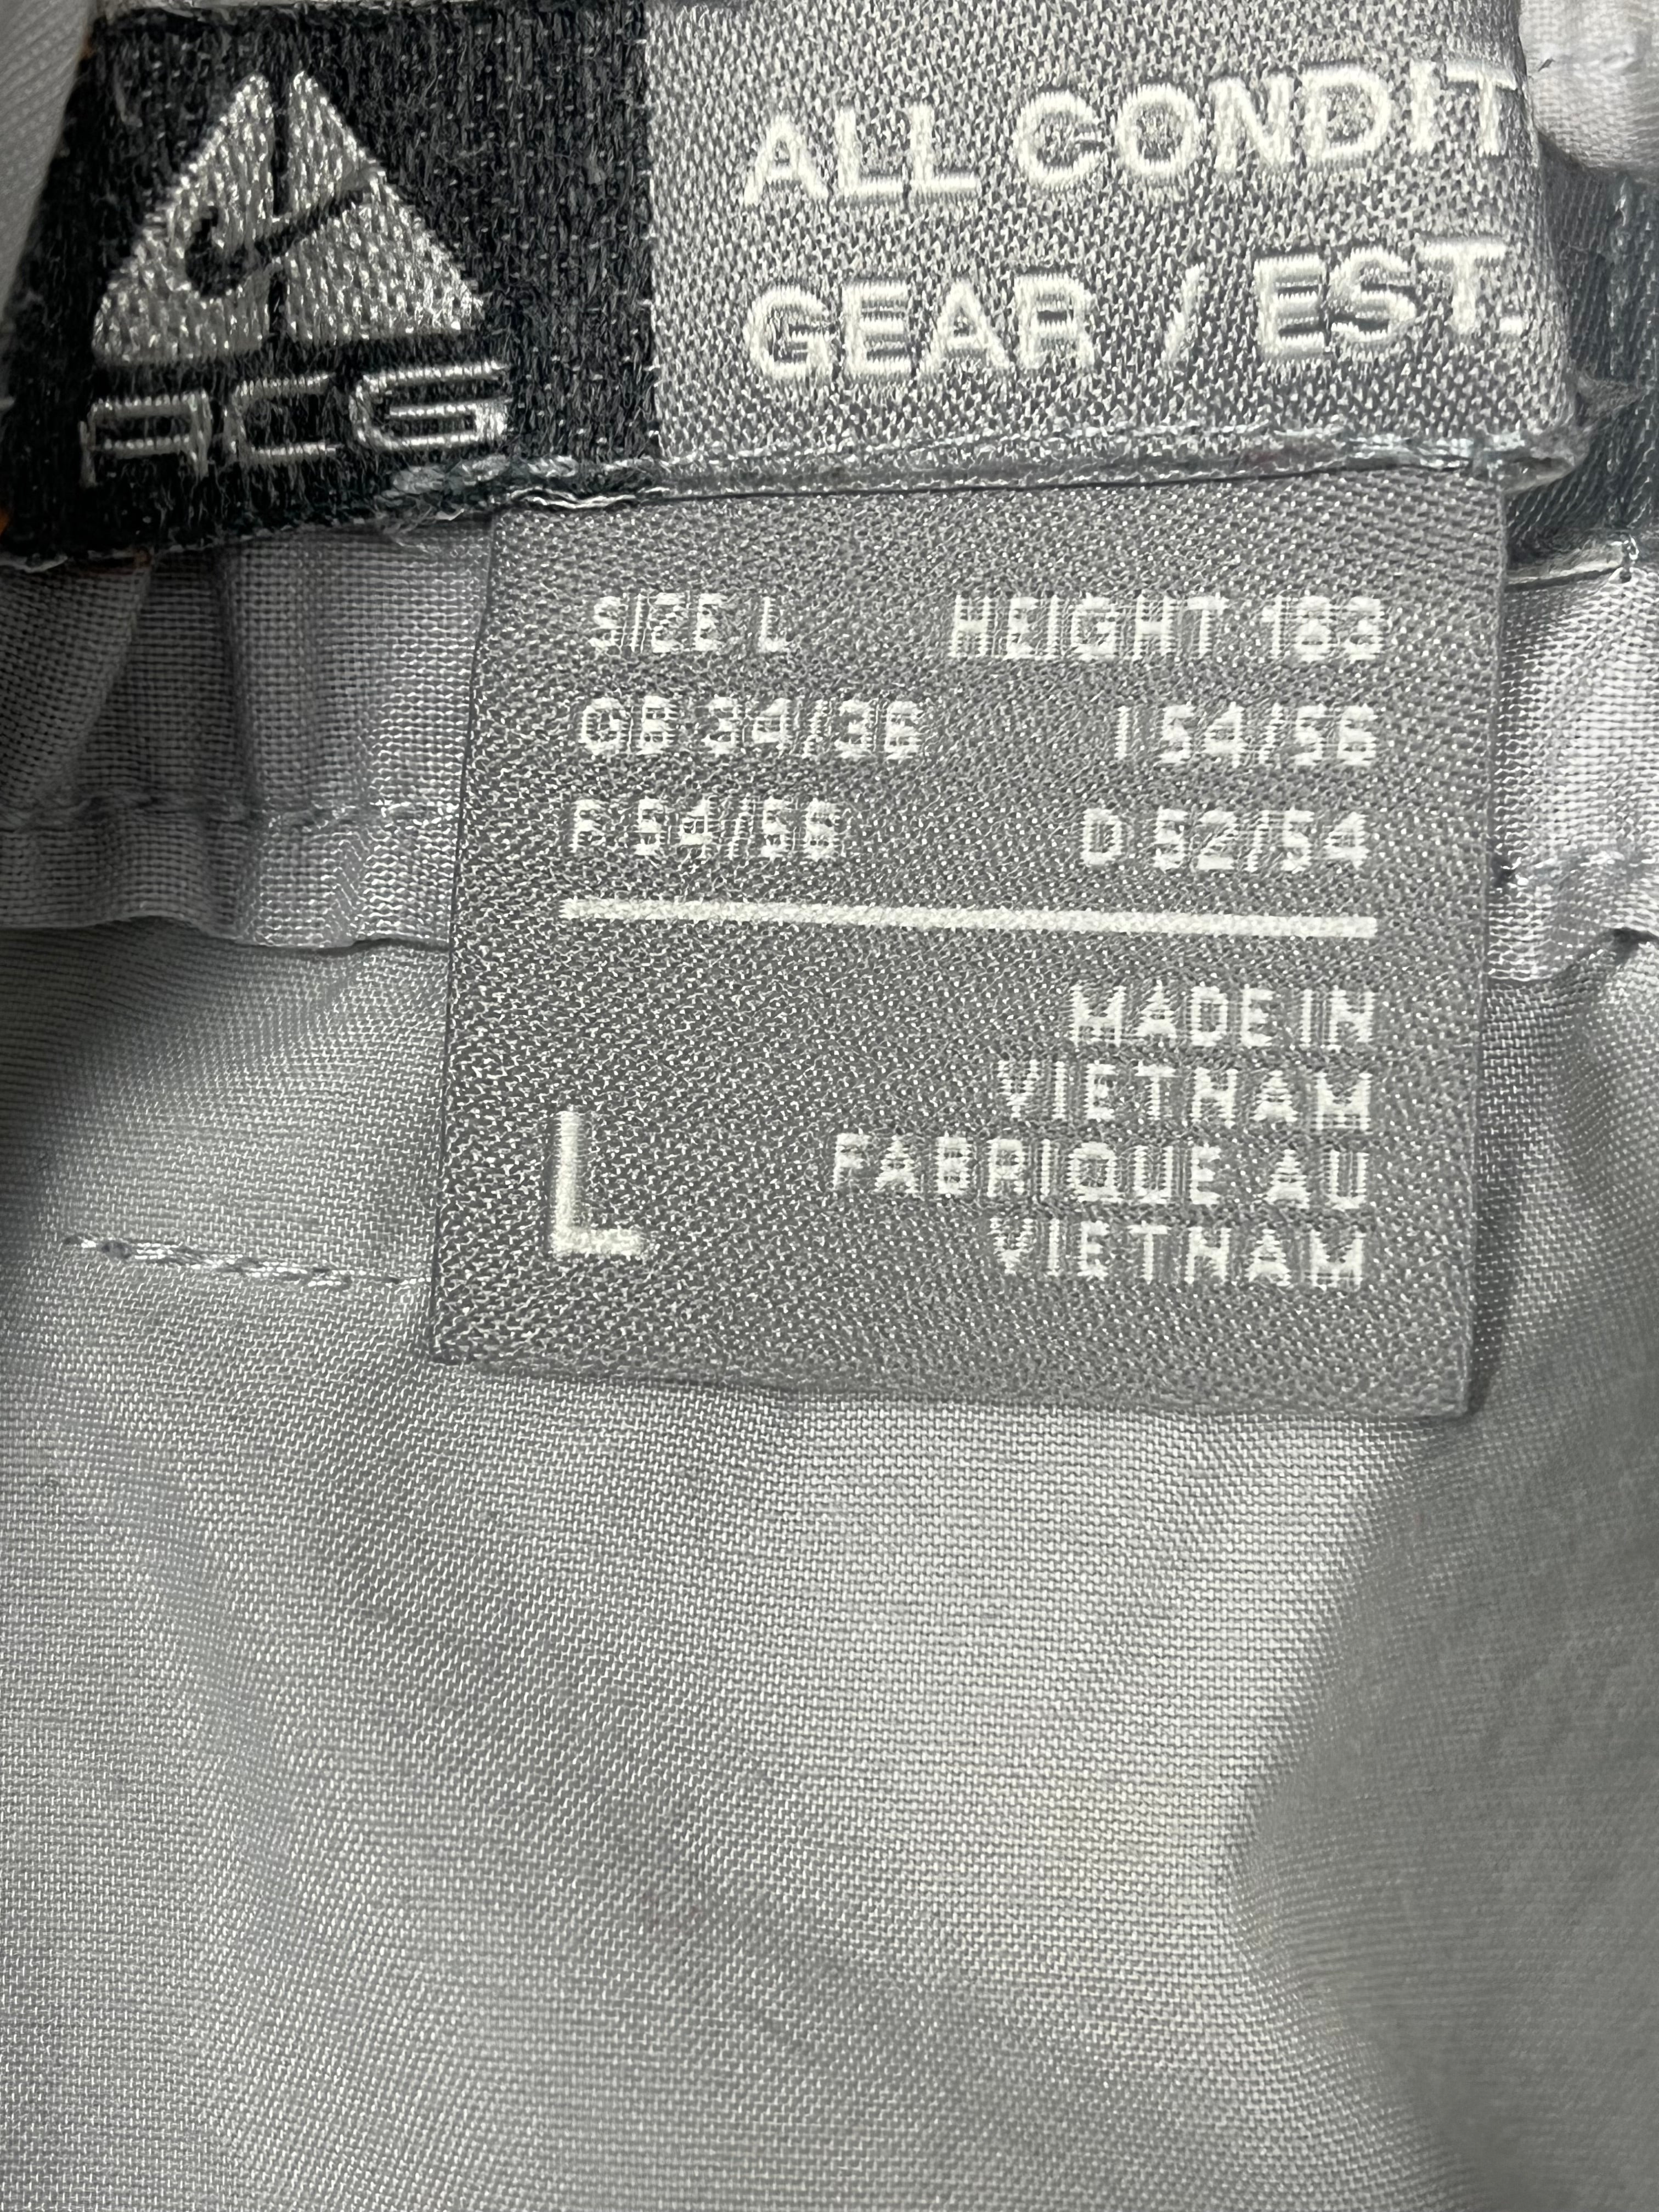 ACG
ALL CONDIT
GEAR / EST.
SIZE L HEIGHT 183
GB 34/36 I 54/56
F 54/56 D 52/54
MADE IN
VIETNAM
FABRIQUE AU
VIETNAM
L